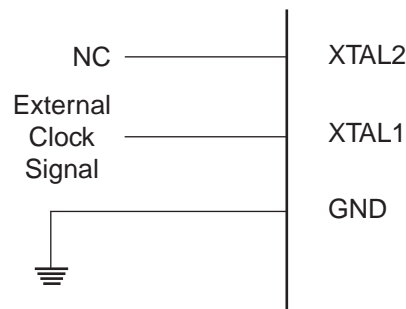 NC
XTAL2
External
Clock
Signal
XTAL1
GND